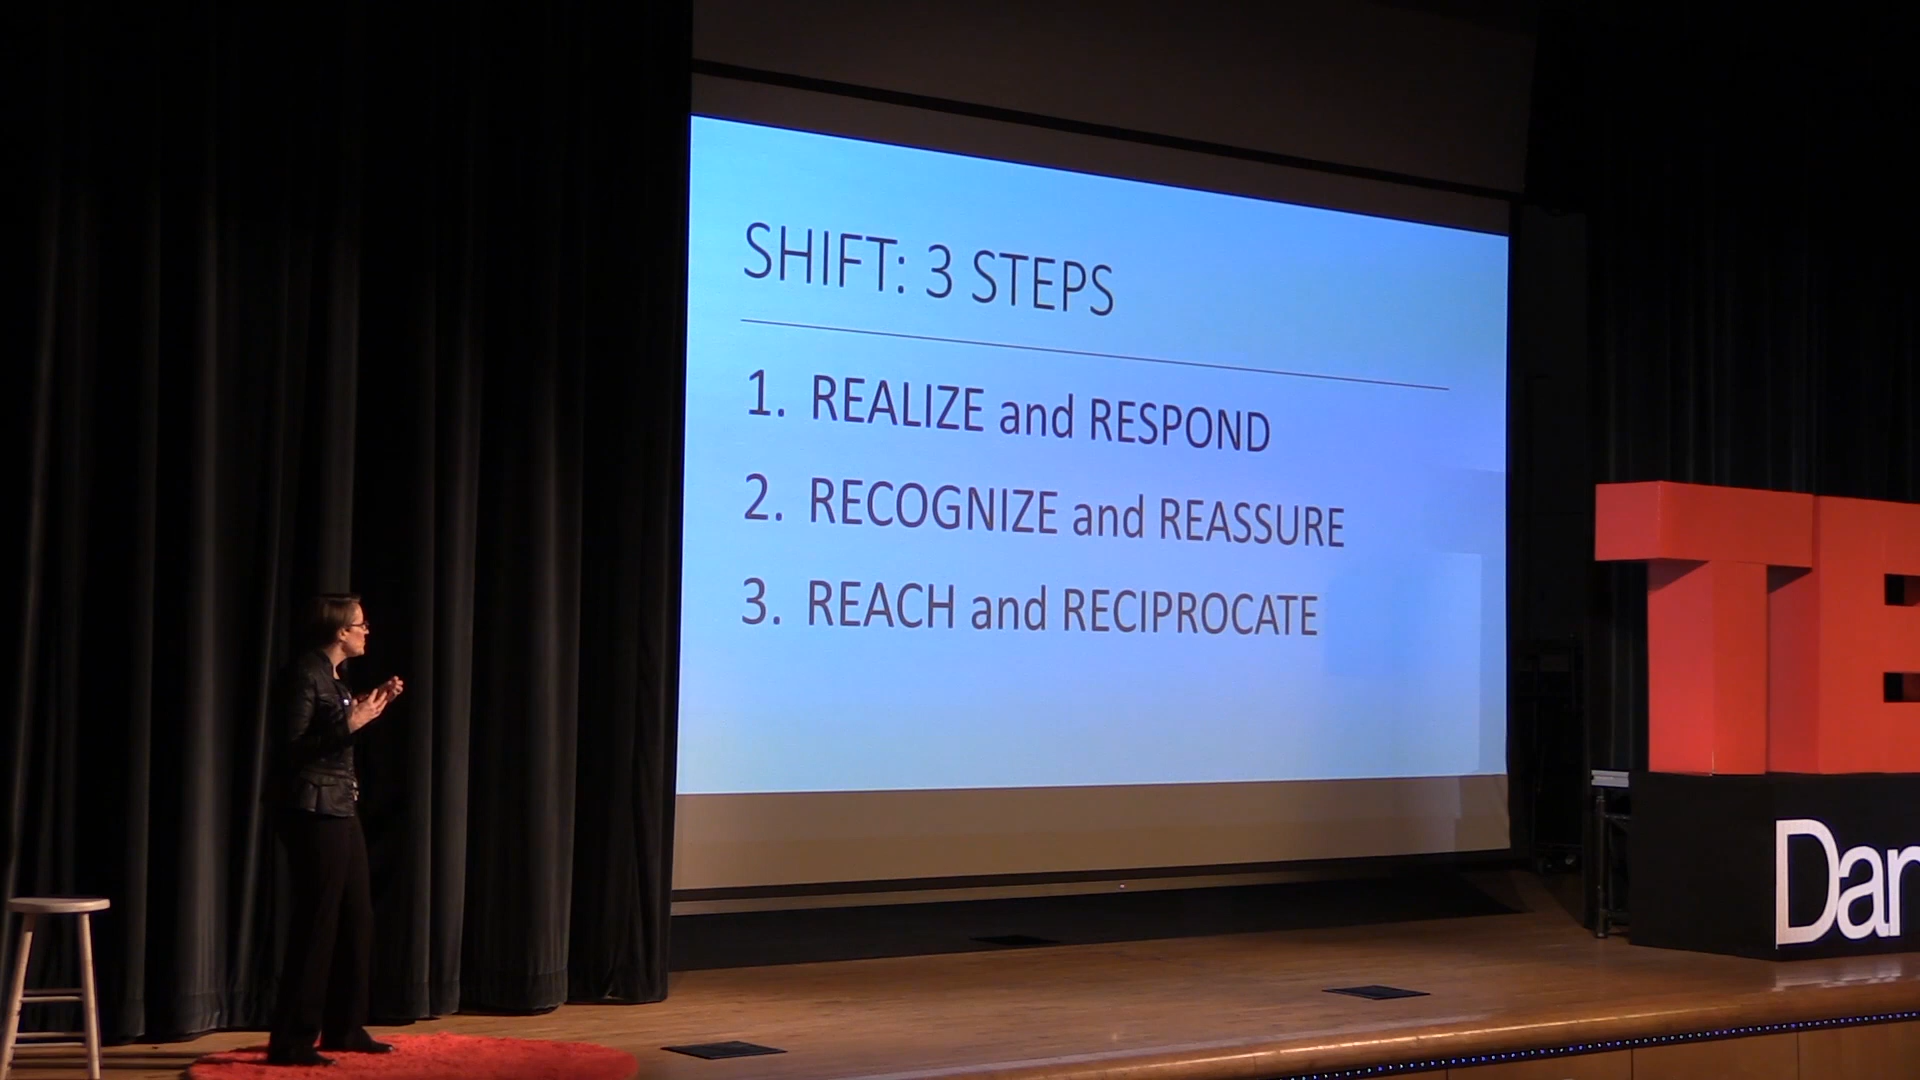 SHIFT: 3 STEPS
1. REALIZE and RESPOND
2. RECOGNIZE and REASSURE
3. REACH and RECIPROCATE
TE
Dar